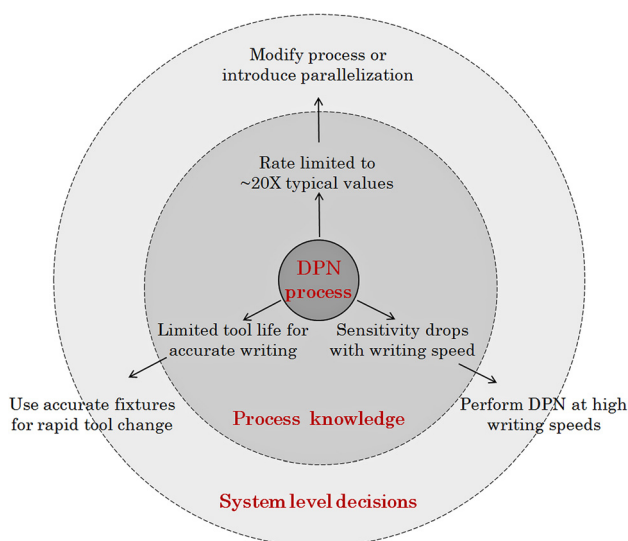 Modify process or
introduce parallelization
Rate limited to
~20X typical values
DPN
process
Limited tool life for
accurate writing
Sensitivity drops
with writing speed
Use accurate fixtures
for rapid tool change
Perform DPN at high
writing speeds
Process knowledge
System level decisions